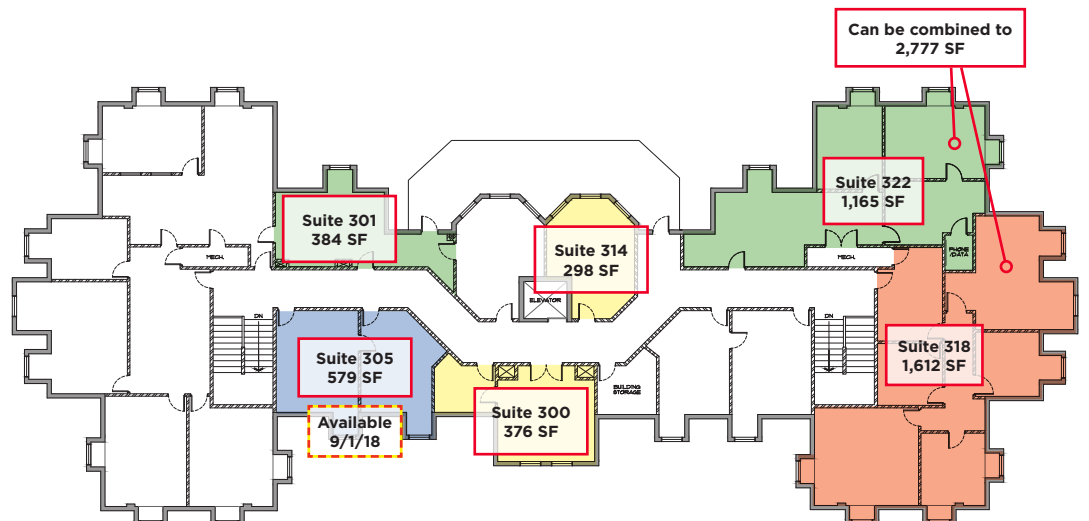 Can be combined to
2,777 SF
Suite 322
1,165 SF
Suite 301
384 SF
Suite 314
298 SF
MECH.
MECH.
PHONE
/DATA
ELEVATOR
DN
DN
Suite 305
579 SF
Suite 318
1,612 SF
BUILDING
STORAGE
Suite 300
376 SF
Available
9/1/18